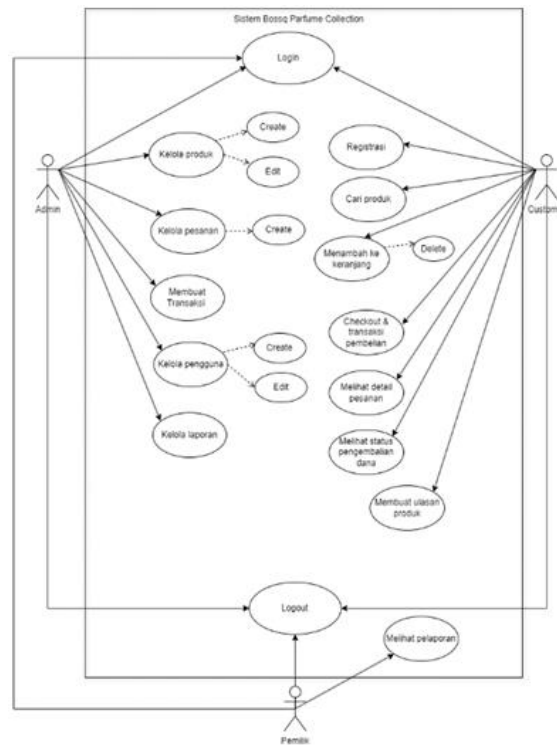 Sistem Bossq Parfume Collection
Login
Create
Kelola produk
Edit
Registrasi
Admin
Cari produk
Custom
Kelola pesanan
Create
Menambah ke
keranjang
Delete
Membuat
Transaksi
Checkout &
transaksi
pembelian
Kelola pengguna
Create
Edit
Melihat detail
pesanan
Kelola laporan
Melihat status
pengembalian
dana
Membuat ulasan
produk
Logout
Melihat pelaporan
Pemilik